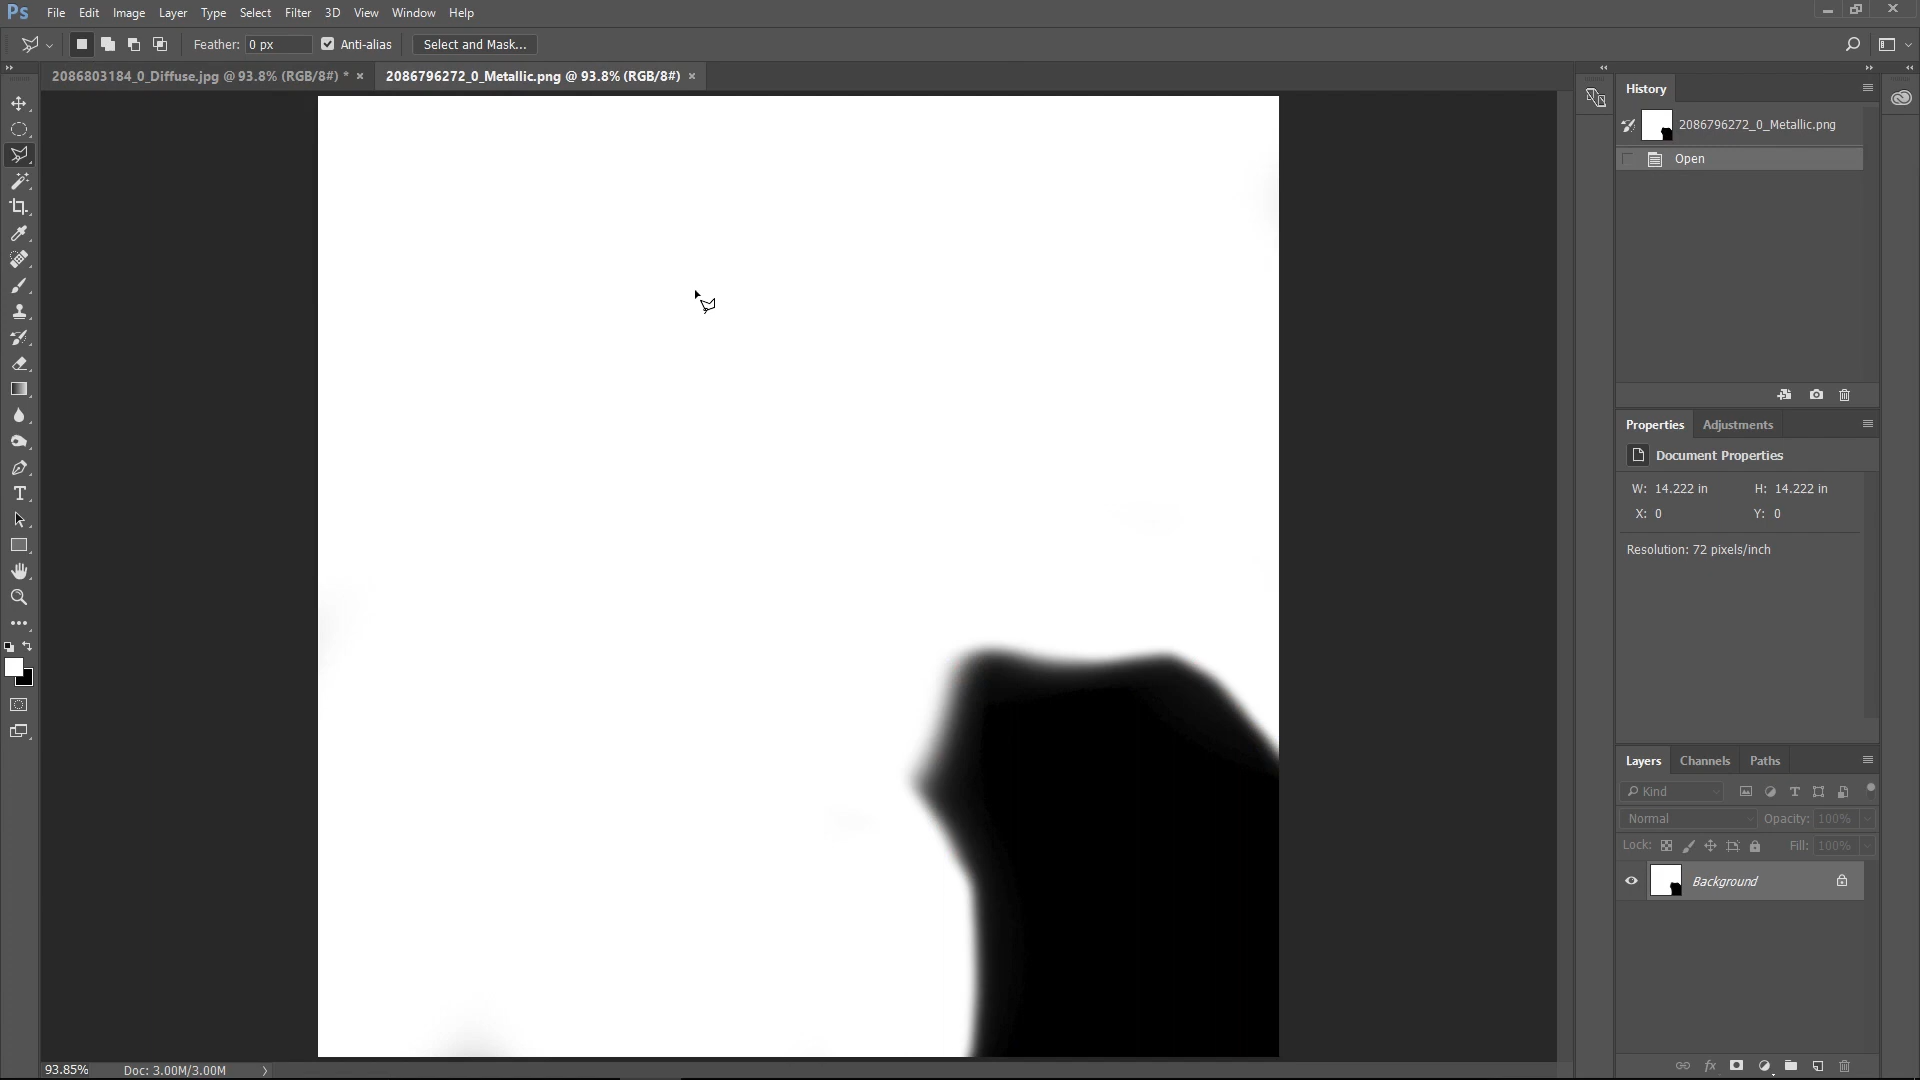 Ps File Edit Image Layer Type Select Filter 3D View Window Help
Feather: 0 px Anti-alias Select and Mask...
2086803184_0_Diffuse.jpg @ 93.8% (RGB/8#) * × 2086796272_0_Metallic.png @ 93.8% (RGB/8#) ×
History
2086796272_0_Metallic.png
Open
Properties Adjustments
Document Properties
W: 14.222 in H: 14.222 in
X: 0 Y: 0
Resolution: 72 pixels/inch
Layers Channels Paths
Kind
Normal Opacity: 100%
Lock: Fill: 100%
Background
fx
93.85% Doc: 3.00M/3.00M